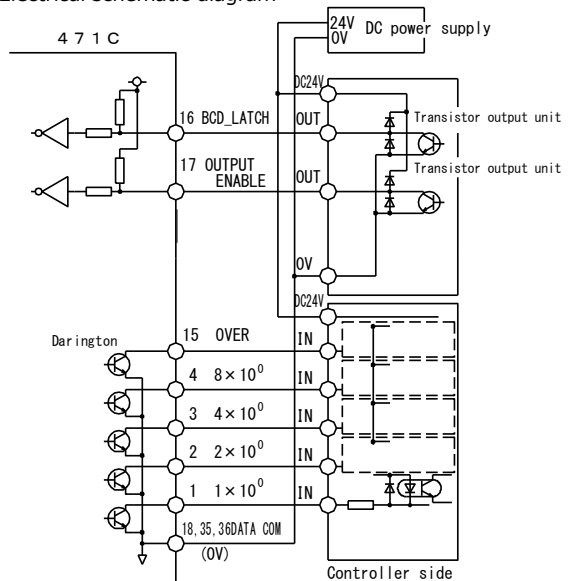 Electrical schematic diagram
471C
24V
0V
DC power supply
DC24V
16 BCD_LATCH
OUT
Transistor output unit
17 OUTPUT
ENABLE
OUT
Transistor output unit
0V
DC24V
Darington
15 OVER
IN
4 8×10⁰
IN
3 4×10⁰
IN
2 2×10⁰
IN
1 1×10⁰
IN
18,35,36DATA COM
(0V)
Controller side